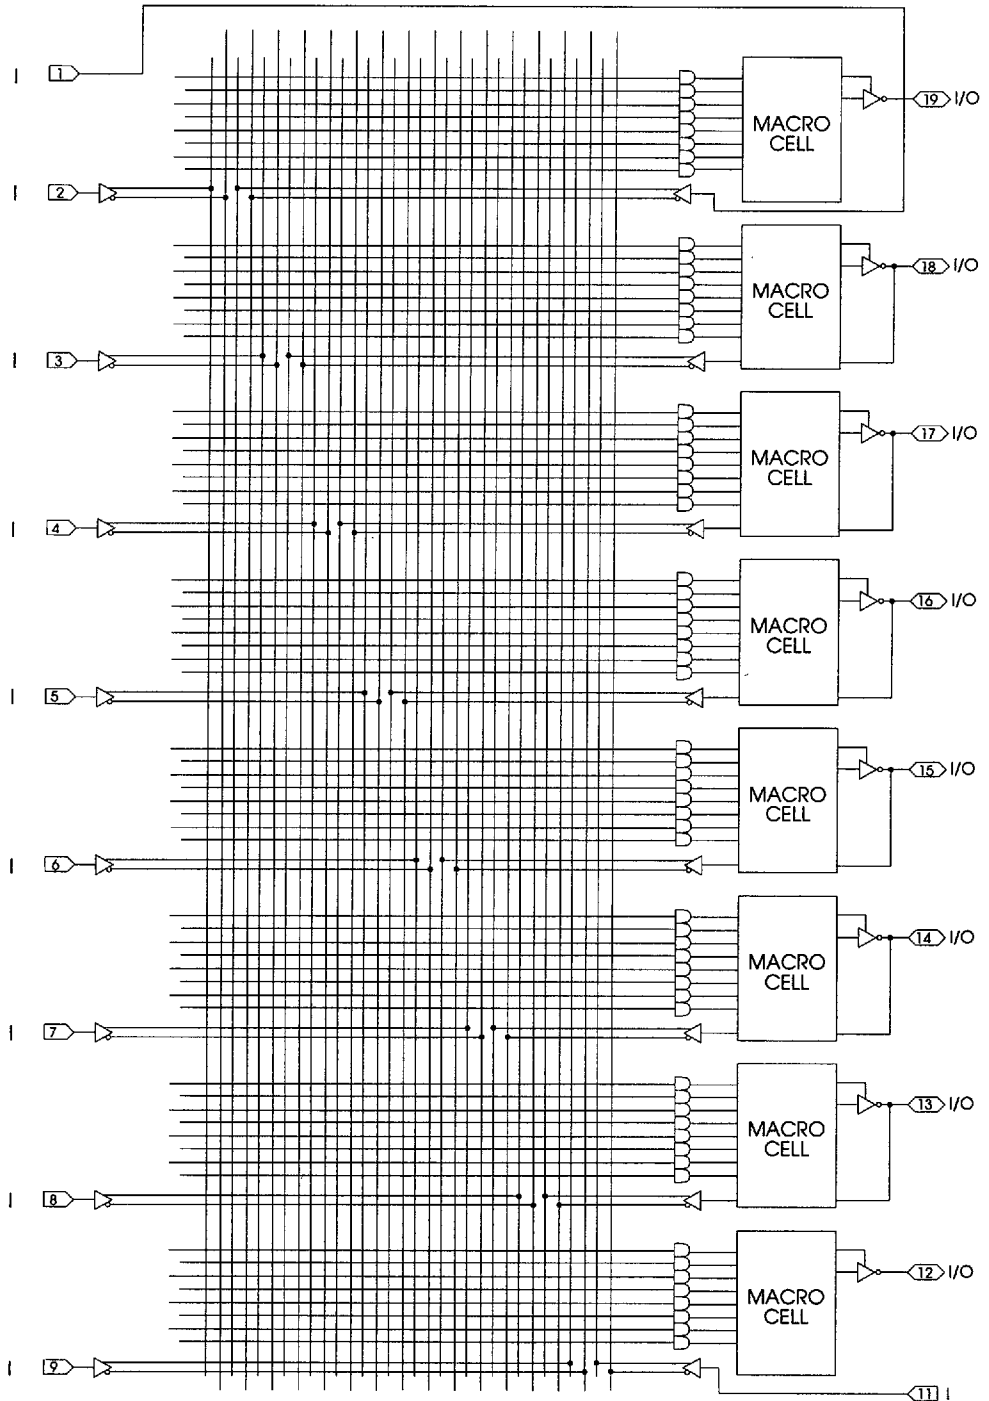 I 1
MACRO CELL 19 I/O
I 2
MACRO CELL 18 I/O
I 3
MACRO CELL 17 I/O
I 4
MACRO CELL 16 I/O
I 5
MACRO CELL 15 I/O
I 6
MACRO CELL 14 I/O
I 7
MACRO CELL 13 I/O
I 8
MACRO CELL 12 I/O
I 9
11 I